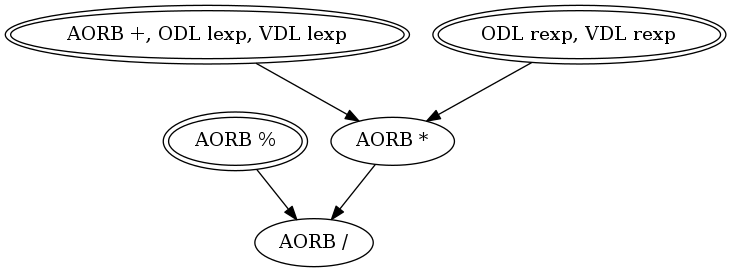 AORB +, ODL lexp, VDL lexp
ODL rexp, VDL rexp
AORB %
AORB *
AORB /